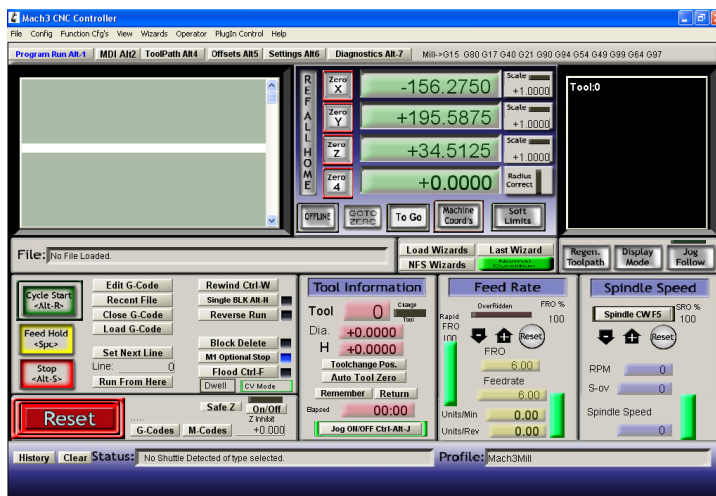 Mach3 CNC Controller
File Config Function Cfg's View Wizards Operator PlugIn Control Help
Program Run Alt-1 MDI Alt2 ToolPath Alt4 Offsets Alt5 Settings Alt6 Diagnostics Alt-7 Mill->G15 G80 G17 G40 G21 G90 G94 G54 G49 G99 G64 G97
REF ALL HOME
Zero X -156.2750 Scale +1.0000
Zero Y +195.5875 Scale +1.0000
Zero Z +34.5125 Scale +1.0000
Zero 4 +0.0000 Radius Correct
OFFLINE GOTO ZERO To Go Machine Coord's Soft Limits
Tool:0
File: No File Loaded.
Load Wizards Last Wizard
NFS Wizards Normal Condition
Regen. Toolpath Display Mode Jog Follow
Cycle Start <Alt-R>
Feed Hold <Spc>
Stop <Alt-S>
Edit G-Code Rewind Ctrl-W
Recent File Single BLK Alt-N
Close G-Code Reverse Run
Load G-Code
Block Delete
Set Next Line M1 Optional Stop
Line: 0 Flood Ctrl-F
Run From Here Dwell CV Mode
Reset
.....
G-Codes M-Codes
Safe Z On/Off
Z Inhibit
+0.000
Tool Information
Tool 0 Change Tool
Dia. +0.0000
H +0.0000
Toolchange Pos.
Auto Tool Zero
Remember Return
Elapsed 00:00
Jog ON/OFF Ctrl-Alt-J
Feed Rate
OverRidden FRO %
Rapid FRO 100
100
Reset
FRO
6.00
Feedrate
6.00
Units/Min 0.00
Units/Rev 0.00
Spindle Speed
Spindle CW F5 SRO %
100
Reset
RPM 0
S-ov 0
Spindle Speed
0
History Clear Status: No Shuttle Detected of type selected. Profile: Mach3Mill